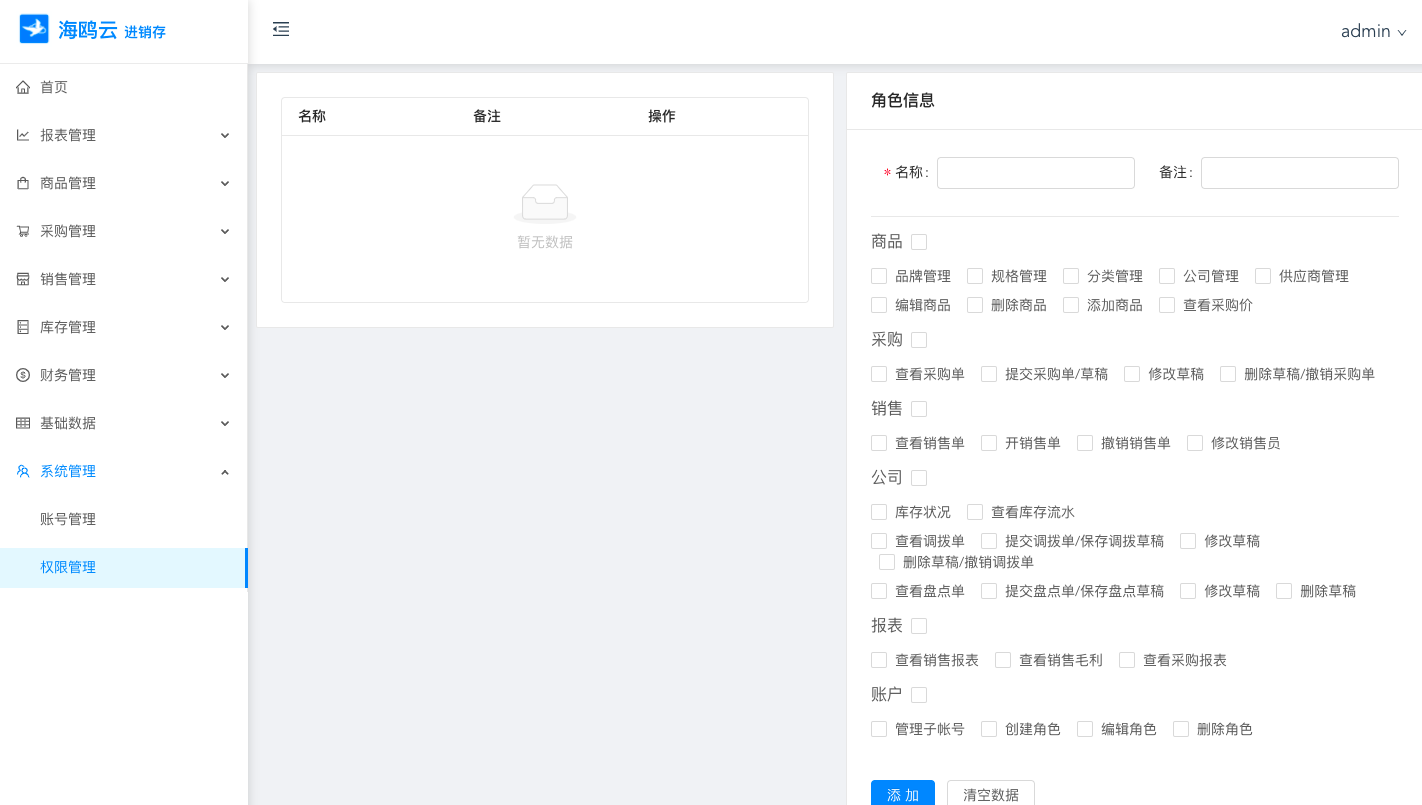 海鸥云 进销存
admin
首页
报表管理
商品管理
采购管理
销售管理
库存管理
财务管理
基础数据
系统管理
账号管理
权限管理
名称 备注 操作
暂无数据
角色信息
* 名称: 备注:
商品
品牌管理 规格管理 分类管理 公司管理 供应商管理
编辑商品 删除商品 添加商品 查看采购价
采购
查看采购单 提交采购单/草稿 修改草稿 删除草稿/撤销采购单
销售
查看销售单 开销售单 撤销销售单 修改销售员
公司
库存状况 查看库存流水
查看调拨单 提交调拨单/保存调拨草稿 修改草稿
删除草稿/撤销调拨单
查看盘点单 提交盘点单/保存盘点草稿 修改草稿 删除草稿
报表
查看销售报表 查看销售毛利 查看采购报表
账户
管理子帐号 创建角色 编辑角色 删除角色
添 加 清空数据